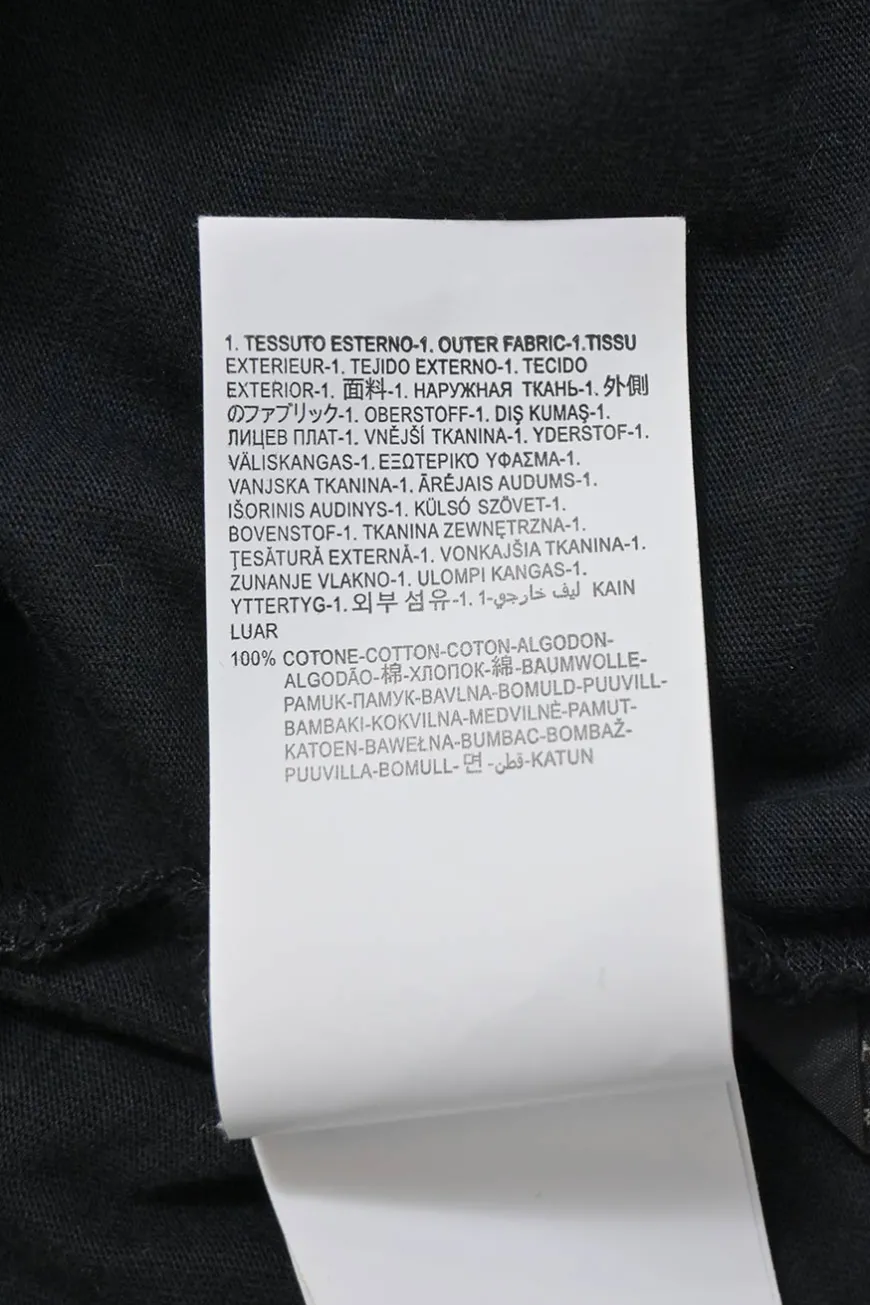 1. TESSUTO ESTERNO-1. OUTER FABRIC-1.TISSU
EXTERIEUR-1. TEJIDO EXTERNO-1. TECIDO
EXTERIOR-1. 面料-1. НАРУЖНАЯ ТКАНЬ-1. 外側
のファブリック-1. OBERSTOFF-1. DIŞ KUMAŞ-1.
ЛИЦЕВ ПЛАТ-1. VNĚJŠÍ TKANINA-1. YDERSTOF-1.
VÄLISKANGAS-1. ΕΞΩΤΕΡΙΚΌ ΥΦΑΣΜΑ-1.
VANJSKA TKANINA-1. ĀRĒJAIS AUDUMS-1.
IŠORINIS AUDINYS-1. KÜLSÓ SZÖVET-1.
BOVENSTOF-1. TKANINA ZEWNĘTRZNA-1.
ŢESĂTURĂ EXTERNĂ-1. VONKAJŠIA TKANINA-1.
ZUNANJE VLAKNO-1. ULOMPI KANGAS-1.
YTTERTYG-1. 외부 섬유-1. ليف خارجي-1 KAIN
LUAR
100% COTONE-COTTON-COTON-ALGODON-
ALGODÃO-棉-ХЛОПОК-綿-BAUMWOLLE-
PAMUK-ПАМУК-BAVLNA-BOMULD-PUUVILL-
BAMBAKI-KOKVILNA-MEDVILNĖ-PAMUT-
KATOEN-BAWEŁNA-BUMBAC-BOMBAŽ-
PUUVILLA-BOMULL-면-قطن-KATUN